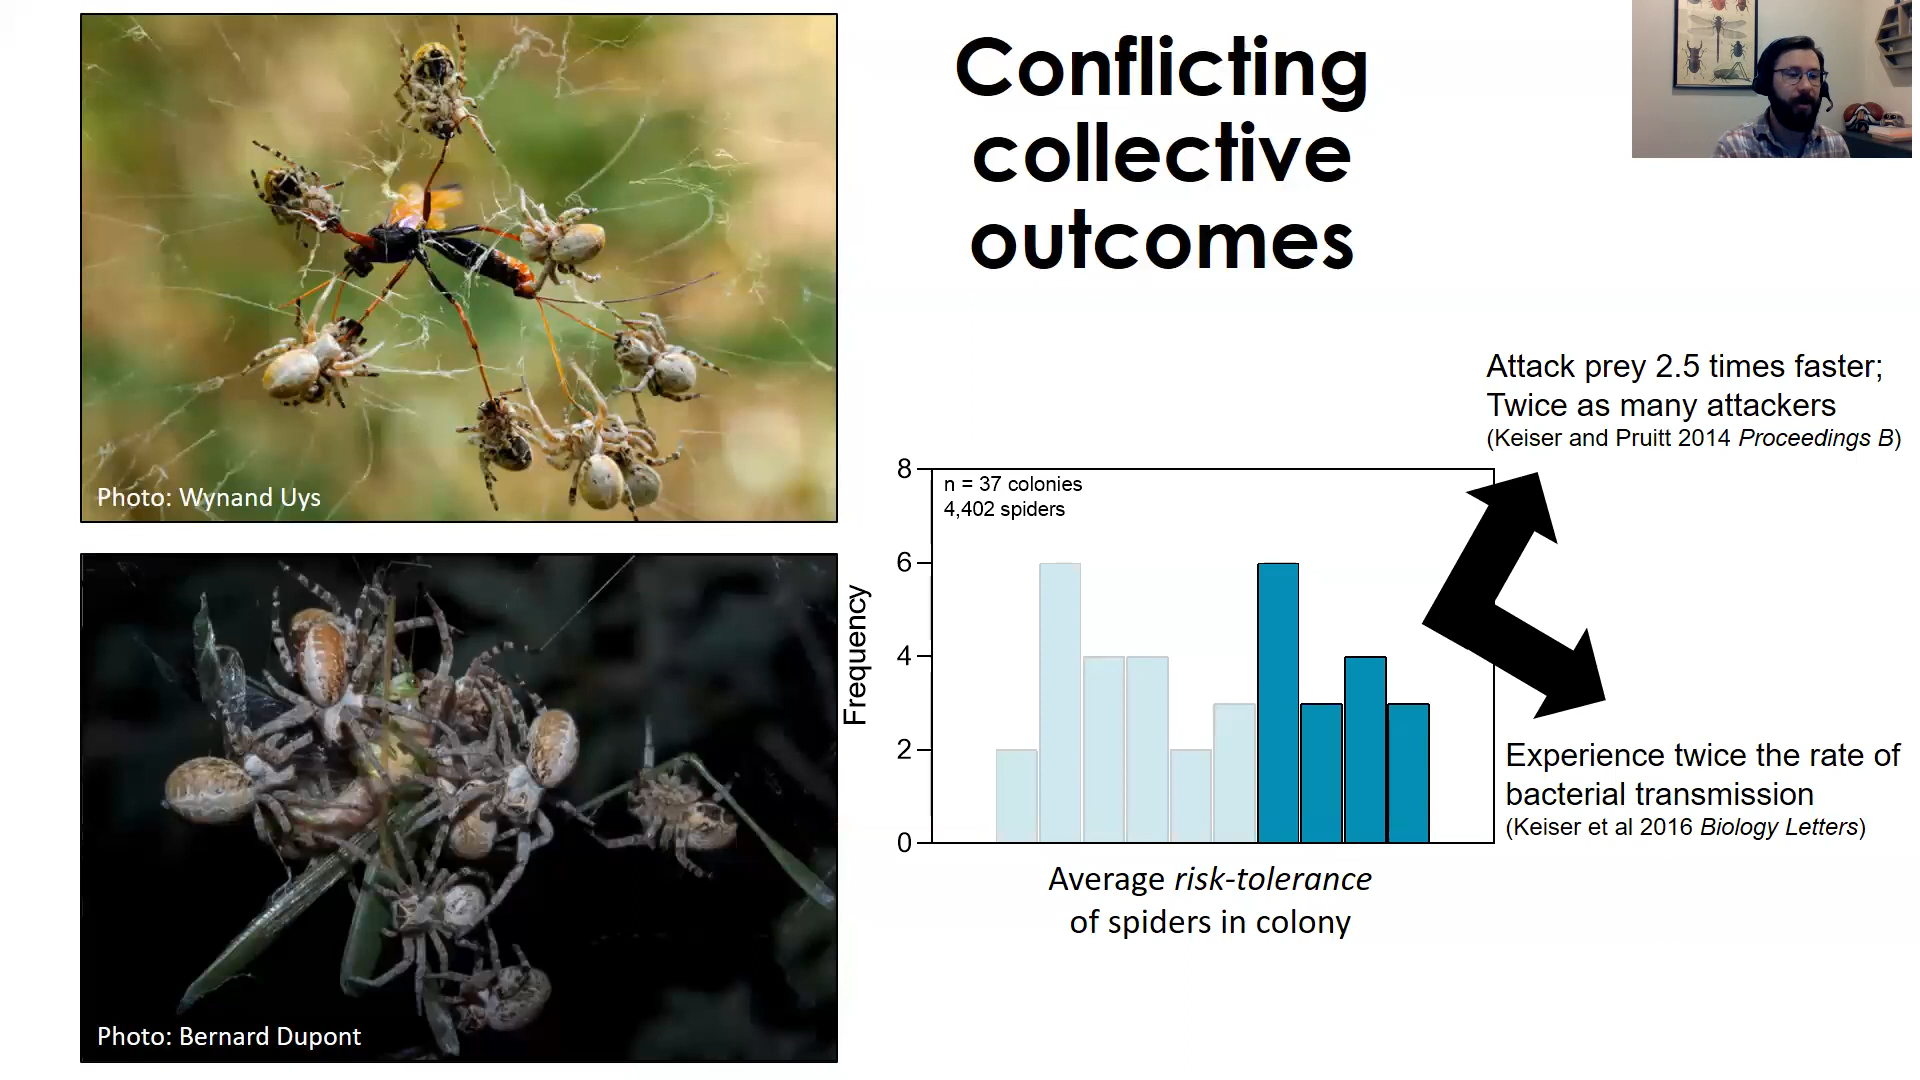 Conflicting
collective
outcomes
Photo: Wynand Uys
Photo: Bernard Dupont
Attack prey 2.5 times faster;
Twice as many attackers
(Keiser and Pruitt 2014 Proceedings B)
8
6
4
2
0
Frequency
n = 37 colonies
4,402 spiders
Average risk-tolerance
of spiders in colony
Experience twice the rate of
bacterial transmission
(Keiser et al 2016 Biology Letters)